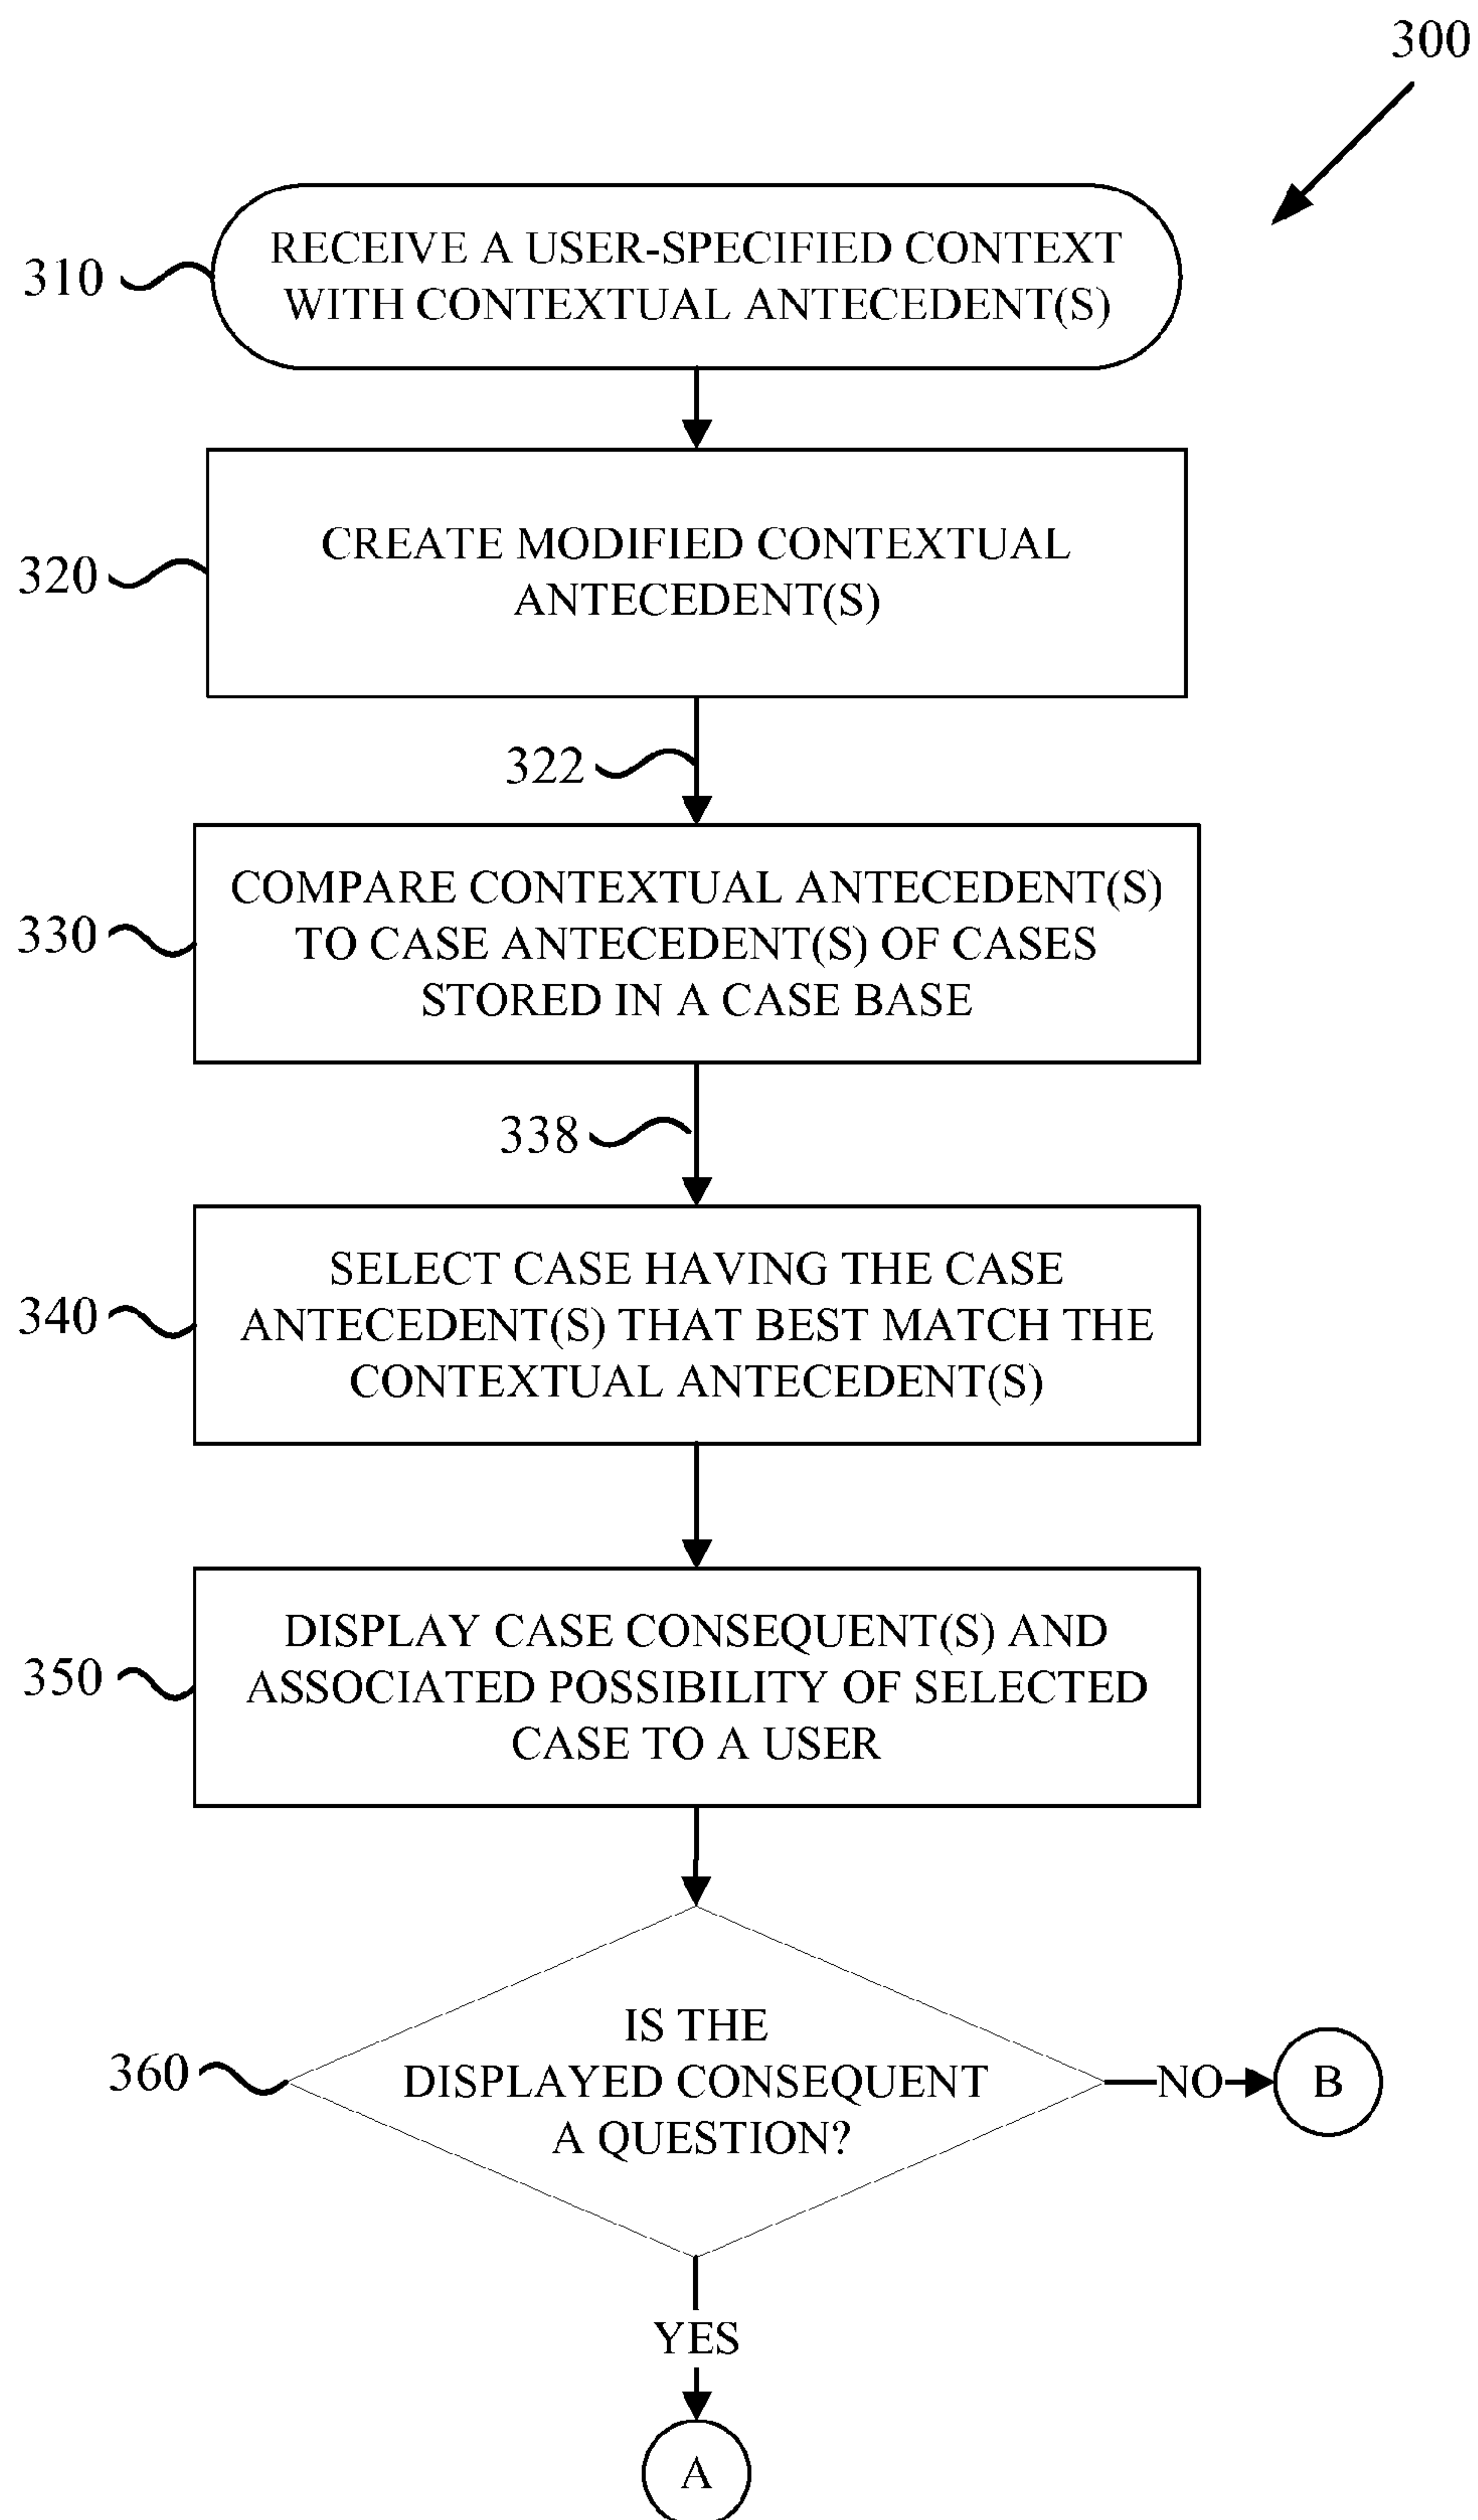 300
310
RECEIVE A USER-SPECIFIED CONTEXT
WITH CONTEXTUAL ANTECEDENT(S)
320
CREATE MODIFIED CONTEXTUAL
ANTECEDENT(S)
322
330
COMPARE CONTEXTUAL ANTECEDENT(S)
TO CASE ANTECEDENT(S) OF CASES
STORED IN A CASE BASE
338
340
SELECT CASE HAVING THE CASE
ANTECEDENT(S) THAT BEST MATCH THE
CONTEXTUAL ANTECEDENT(S)
350
DISPLAY CASE CONSEQUENT(S) AND
ASSOCIATED POSSIBILITY OF SELECTED
CASE TO A USER
360
IS THE
DISPLAYED CONSEQUENT
A QUESTION?
NO
B
YES
A